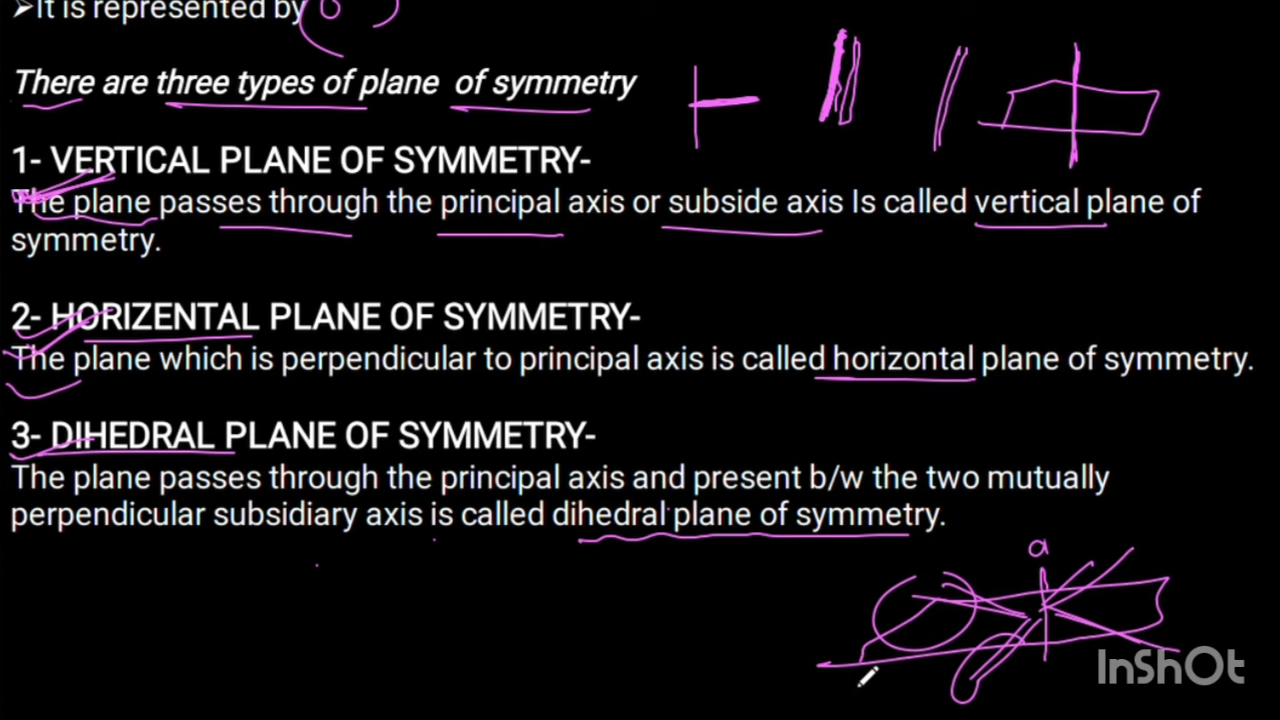 ➤It is represented by σ
There are three types of plane of symmetry
1- VERTICAL PLANE OF SYMMETRY-
The plane passes through the principal axis or subside axis Is called vertical plane of
symmetry.
2- HORIZENTAL PLANE OF SYMMETRY-
The plane which is perpendicular to principal axis is called horizontal plane of symmetry.
3- DIHEDRAL PLANE OF SYMMETRY-
The plane passes through the principal axis and present b/w the two mutually
perpendicular subsidiary axis is called dihedral plane of symmetry.
a
InShOt